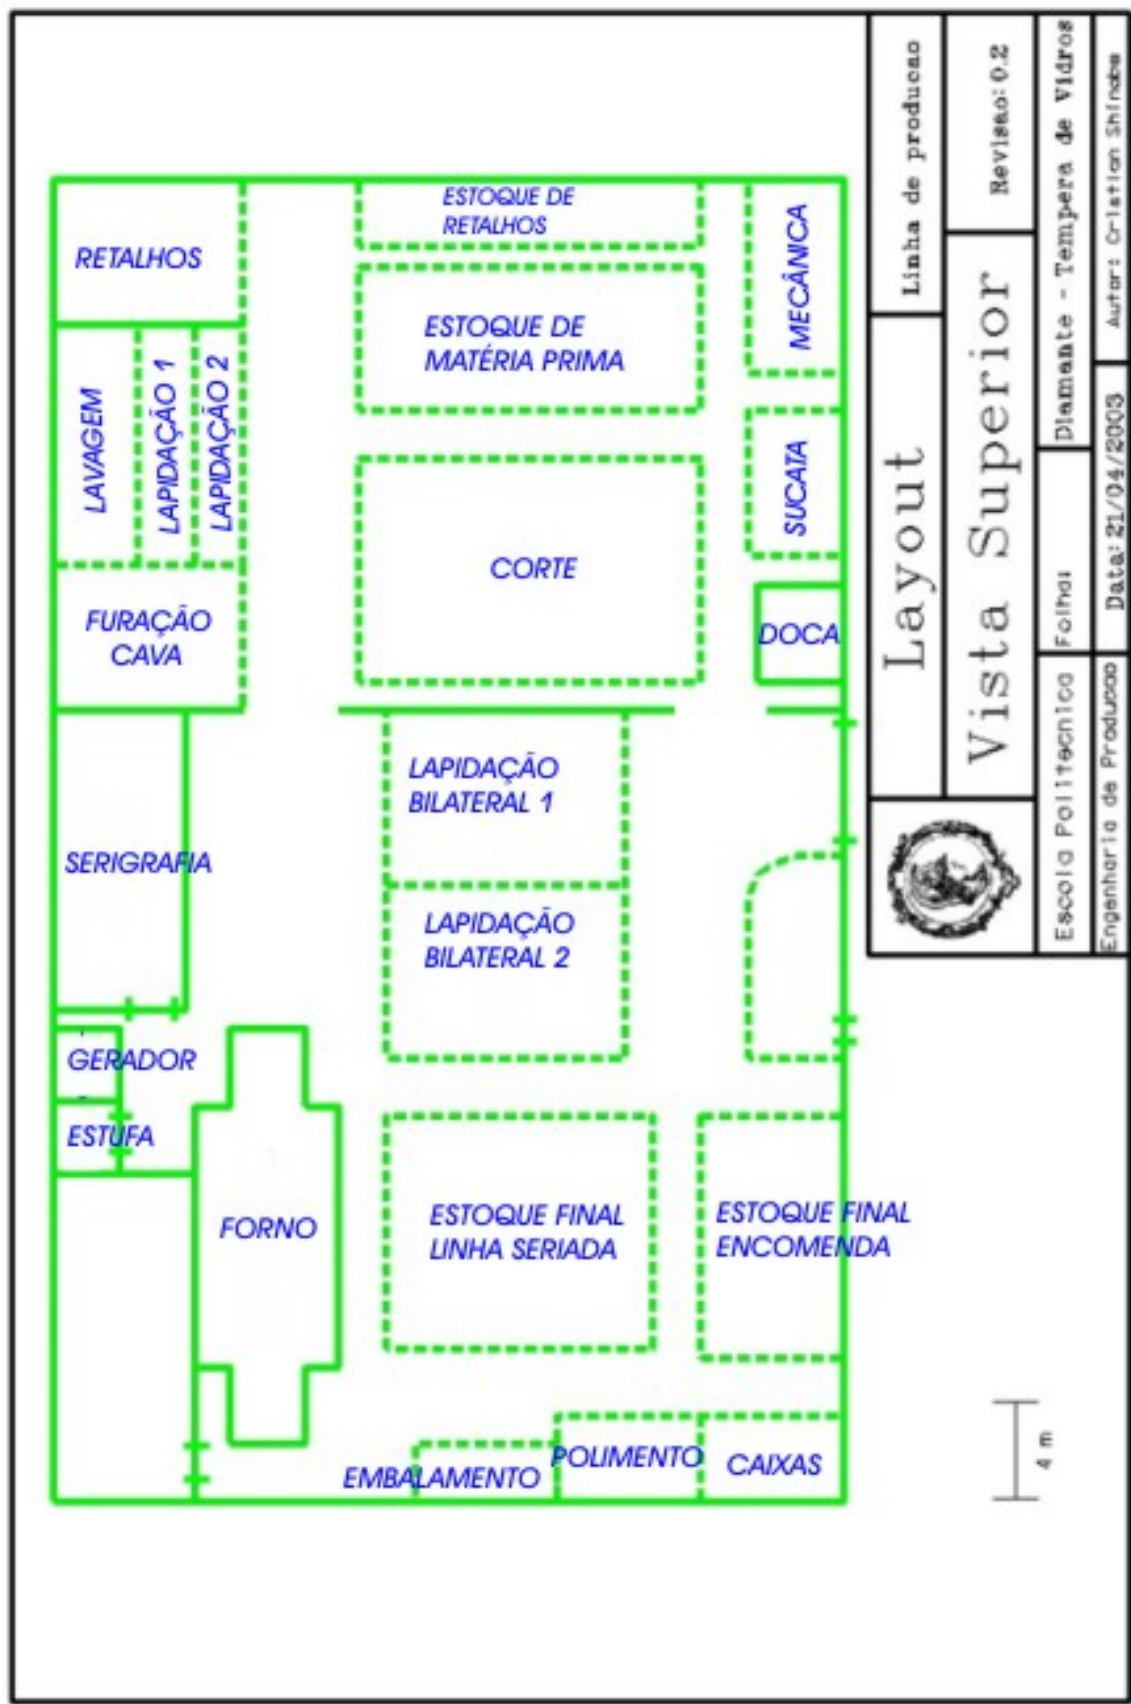 ESTOQUE DE
RETALHOS
RETALHOS
MECÂNICA
ESTOQUE DE
MATÉRIA PRIMA
LAVAGEM
LAPIDAÇÃO 1
LAPIDAÇÃO 2
SUCATA
CORTE
FURAÇÃO
CAVA
DOCA
LAPIDAÇÃO
BILATERAL 1
SERIGRAFIA
LAPIDAÇÃO
BILATERAL 2
GERADOR
ESTUFA
FORNO
ESTOQUE FINAL
LINHA SERIADA
ESTOQUE FINAL
ENCOMENDA
EMBALAMENTO
POLIMENTO
CAIXAS
4 m
Layout
Linha de producao
Vista Superior
Revisao: 0.2
Escola Politecnica
Folha:
Diamante - Tempera de Vidros
Engenharia de Producao
Data: 21/04/2003
Autor: Cristian Shinobe